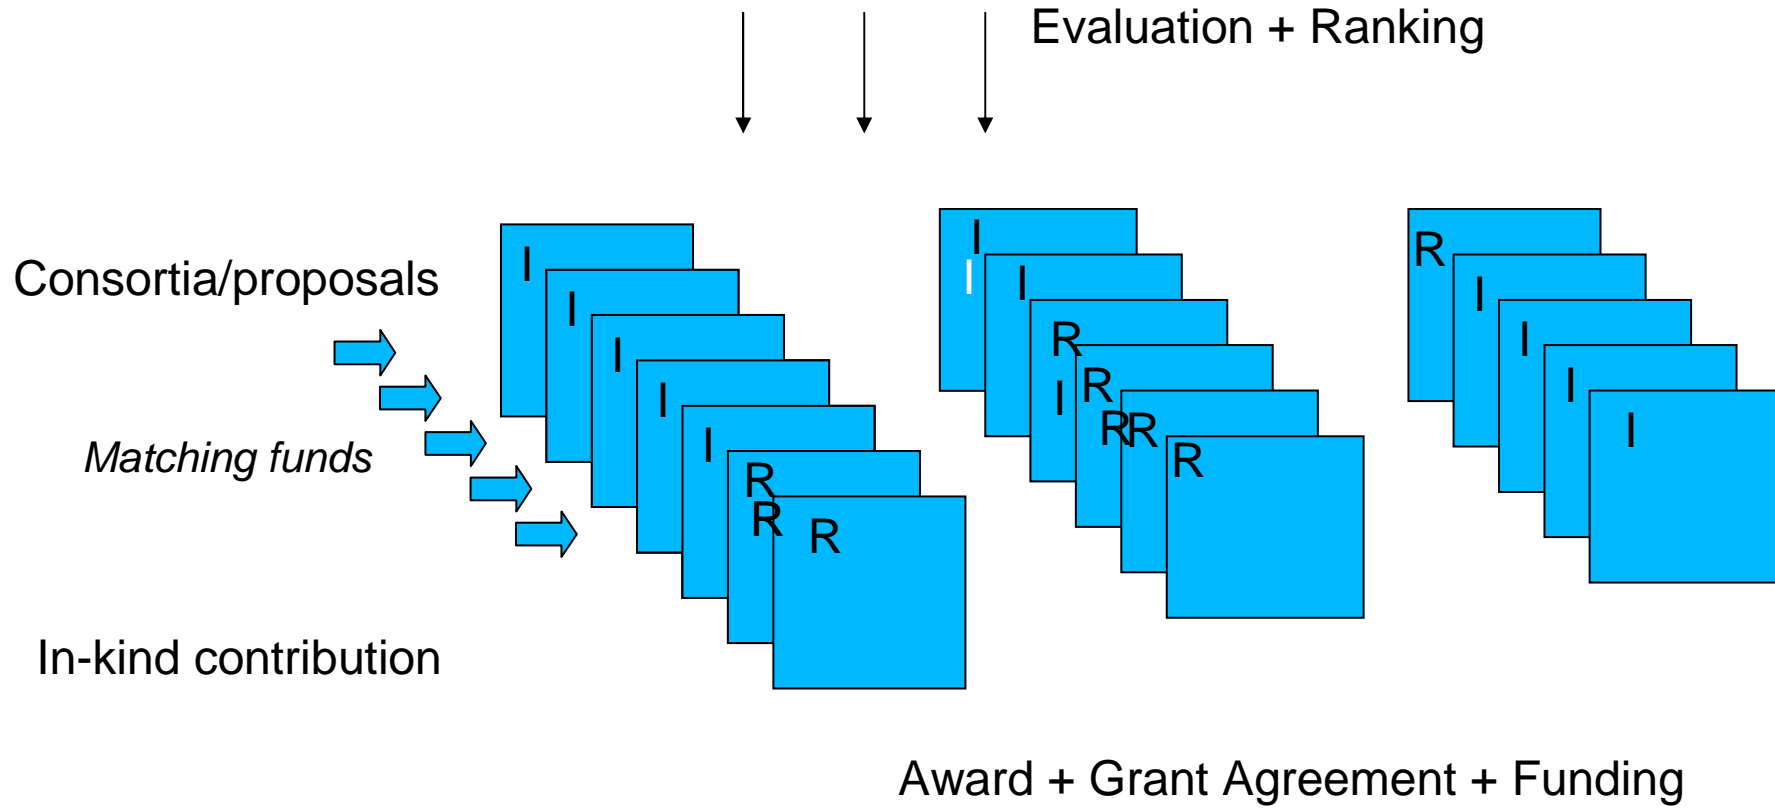 Evaluation + Ranking
Consortia/proposals
Matching funds
In-kind contribution
I
I
I
I
I
R
R
R
I
I
I
R
I
R
R
R
R
R
I
I
I
I
Award + Grant Agreement + Funding